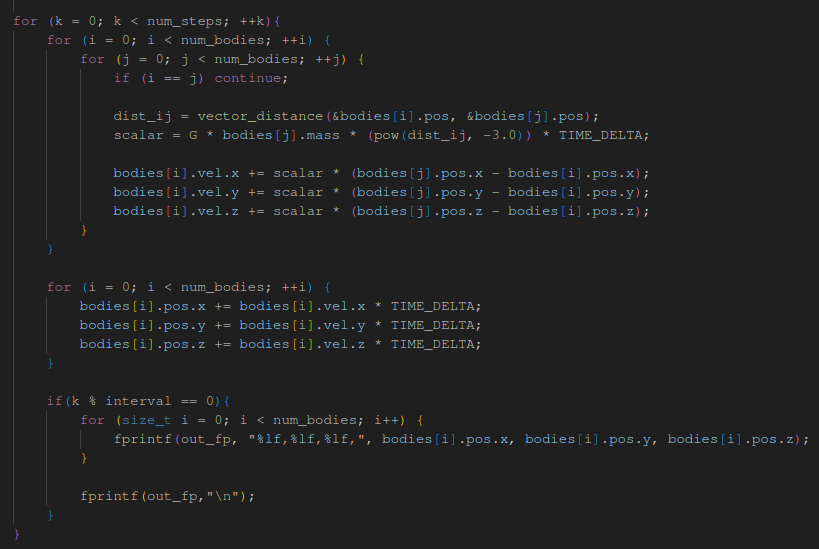 for (k = 0; k < num_steps; ++k){
    for (i = 0; i < num_bodies; ++i) {
        for (j = 0; j < num_bodies; ++j) {
            if (i == j) continue;

            dist_ij = vector_distance(&bodies[i].pos, &bodies[j].pos);
            scalar = G * bodies[j].mass * (pow(dist_ij, -3.0)) * TIME_DELTA;

            bodies[i].vel.x += scalar * (bodies[j].pos.x - bodies[i].pos.x);
            bodies[i].vel.y += scalar * (bodies[j].pos.y - bodies[i].pos.y);
            bodies[i].vel.z += scalar * (bodies[j].pos.z - bodies[i].pos.z);
        }
    }

    for (i = 0; i < num_bodies; ++i) {
        bodies[i].pos.x += bodies[i].vel.x * TIME_DELTA;
        bodies[i].pos.y += bodies[i].vel.y * TIME_DELTA;
        bodies[i].pos.z += bodies[i].vel.z * TIME_DELTA;
    }

    if(k % interval == 0){
        for (size_t i = 0; i < num_bodies; i++) {
            fprintf(out_fp, "%lf,%lf,%lf,", bodies[i].pos.x, bodies[i].pos.y, bodies[i].pos.z);
        }

        fprintf(out_fp,"\n");
    }
}